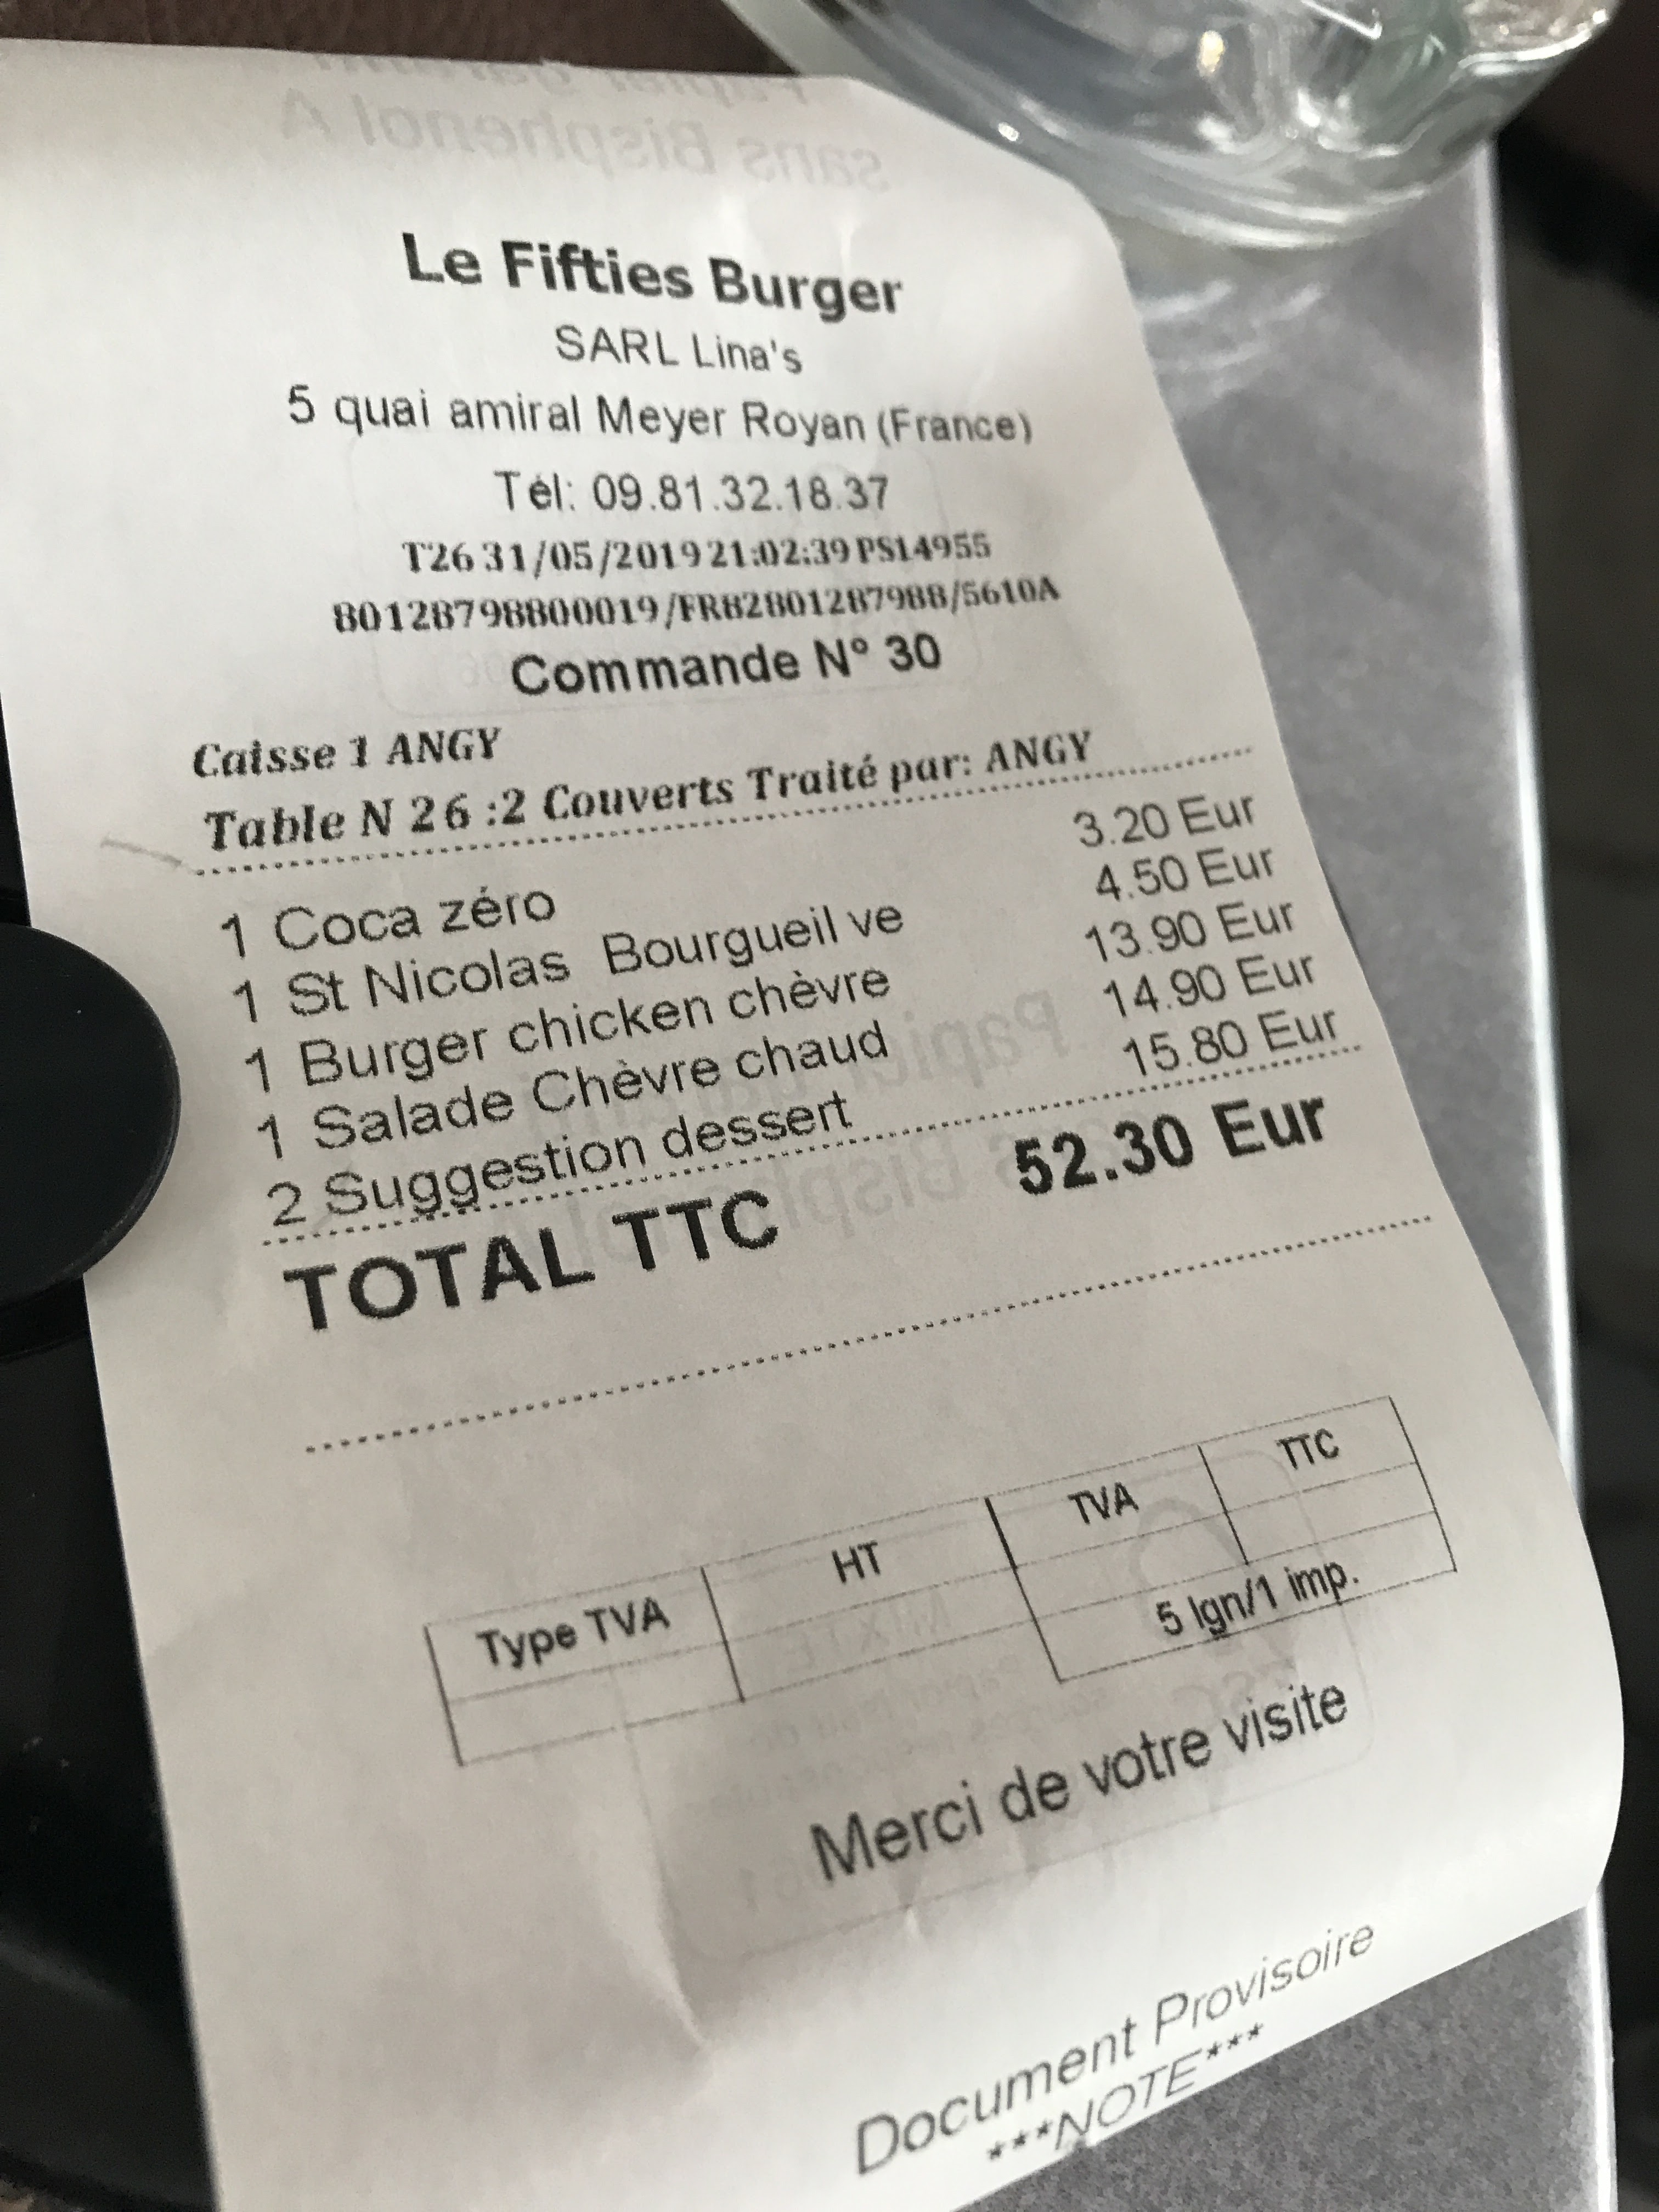 Le Fifties Burger
SARL Lina's
5 quai amiral Meyer Royan (France)
Tél: 09.81.32.18.37
T26 31/05/2019 21:02:39 PS14955
80128798800019/FR82801287988/5610A
Commande N° 30
Caisse 1 ANGY
Table N 26 :2 Couverts Traité par: ANGY
1 Coca zéro 3.20 Eur
1 St Nicolas Bourgueil ve 4.50 Eur
1 Burger chicken chèvre 13.90 Eur
1 Salade Chèvre chaud 14.90 Eur
2 Suggestion dessert 15.80 Eur
TOTAL TTC 52.30 Eur
Type TVA HT TVA TTC
5 lgn/1 imp.
Merci de votre visite
Document Provisoire
***NOTE***
sans Bisphenol A